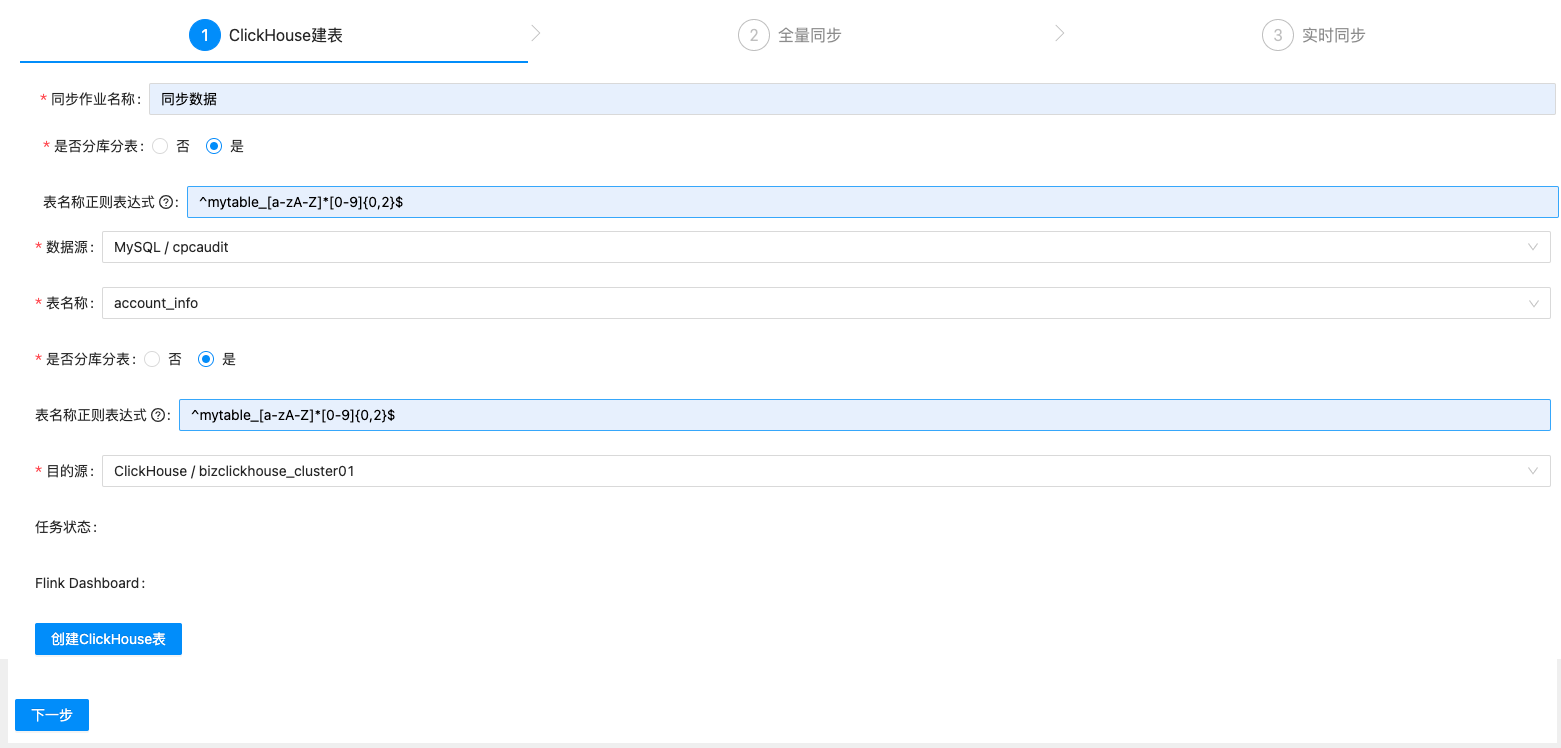 1 ClickHouse建表 2 全量同步 3 实时同步
* 同步作业名称: 同步数据
* 是否分库分表: 否 是
表名称正则表达式 ?: ^mytable_[a-zA-Z]*[0-9]{0,2}$
* 数据源: MySQL / cpcaudit
* 表名称: account_info
* 是否分库分表: 否 是
表名称正则表达式 ?: ^mytable_[a-zA-Z]*[0-9]{0,2}$
* 目的源: ClickHouse / bizclickhouse_cluster01
任务状态:
Flink Dashboard:
创建ClickHouse表
下一步